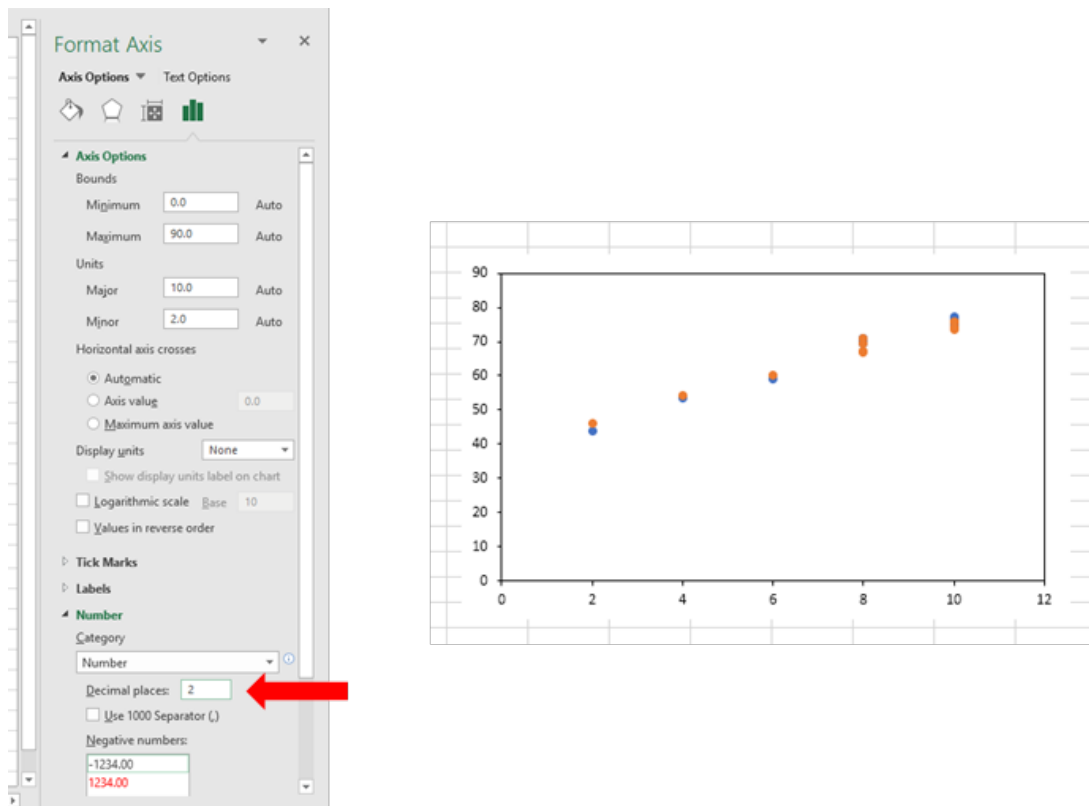 Format Axis
Axis Options Text Options
Axis Options
Bounds
Minimum 0.0 Auto
Maximum 90.0 Auto
Units
Major 10.0 Auto
Minor 2.0 Auto
Horizontal axis crosses
Automatic
Axis value 0.0
Maximum axis value
Display units None
Show display units label on chart
Logarithmic scale Base 10
Values in reverse order
Tick Marks
Labels
Number
Category
Number
Decimal places: 2
Use 1000 Separator (,)
Negative numbers:
-1234.00
1234.00
90
80
70
60
50
40
30
20
10
0
0 2 4 6 8 10 12